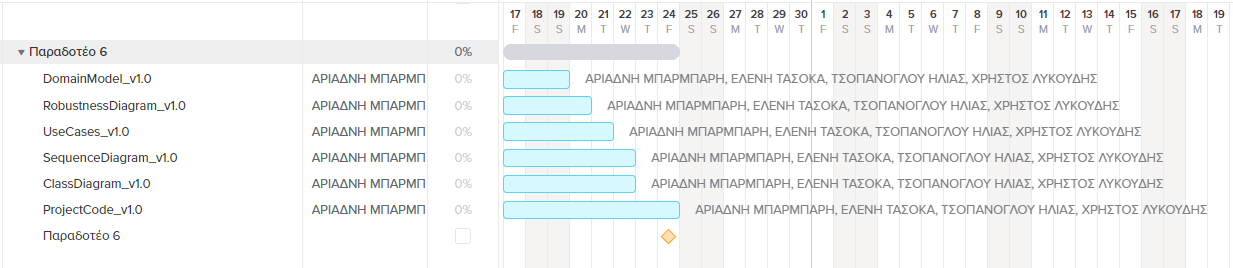 17 18 19 20 21 22 23 24 25 26 27 28 29 30 1 2 3 4 5 6 7 8 9 10 11 12 13 14 15 16 17 18 19
F S S M T W T F S S M T W T F S S M T W T F S S M T W T F S S M T
Παραδοτέο 6 0%
DomainModel_v1.0 ΑΡΙΑΔΝΗ ΜΠΑΡΜΠ 0% ΑΡΙΑΔΝΗ ΜΠΑΡΜΠΑΡΗ, ΕΛΕΝΗ ΤΑΣΟΚΑ, ΤΣΟΠΑΝΟΓΛΟΥ ΗΛΙΑΣ, ΧΡΗΣΤΟΣ ΛΥΚΟΥΔΗΣ
RobustnessDiagram_v1.0 ΑΡΙΑΔΝΗ ΜΠΑΡΜΠ 0% ΑΡΙΑΔΝΗ ΜΠΑΡΜΠΑΡΗ, ΕΛΕΝΗ ΤΑΣΟΚΑ, ΤΣΟΠΑΝΟΓΛΟΥ ΗΛΙΑΣ, ΧΡΗΣΤΟΣ ΛΥΚΟΥΔΗΣ
UseCases_v1.0 ΑΡΙΑΔΝΗ ΜΠΑΡΜΠ 0% ΑΡΙΑΔΝΗ ΜΠΑΡΜΠΑΡΗ, ΕΛΕΝΗ ΤΑΣΟΚΑ, ΤΣΟΠΑΝΟΓΛΟΥ ΗΛΙΑΣ, ΧΡΗΣΤΟΣ ΛΥΚΟΥΔΗΣ
SequenceDiagram_v1.0 ΑΡΙΑΔΝΗ ΜΠΑΡΜΠ 0% ΑΡΙΑΔΝΗ ΜΠΑΡΜΠΑΡΗ, ΕΛΕΝΗ ΤΑΣΟΚΑ, ΤΣΟΠΑΝΟΓΛΟΥ ΗΛΙΑΣ, ΧΡΗΣΤΟΣ ΛΥΚΟΥΔΗΣ
ClassDiagram_v1.0 ΑΡΙΑΔΝΗ ΜΠΑΡΜΠ 0% ΑΡΙΑΔΝΗ ΜΠΑΡΜΠΑΡΗ, ΕΛΕΝΗ ΤΑΣΟΚΑ, ΤΣΟΠΑΝΟΓΛΟΥ ΗΛΙΑΣ, ΧΡΗΣΤΟΣ ΛΥΚΟΥΔΗΣ
ProjectCode_v1.0 ΑΡΙΑΔΝΗ ΜΠΑΡΜΠ 0% ΑΡΙΑΔΝΗ ΜΠΑΡΜΠΑΡΗ, ΕΛΕΝΗ ΤΑΣΟΚΑ, ΤΣΟΠΑΝΟΓΛΟΥ ΗΛΙΑΣ, ΧΡΗΣΤΟΣ ΛΥΚΟΥΔΗΣ
Παραδοτέο 6